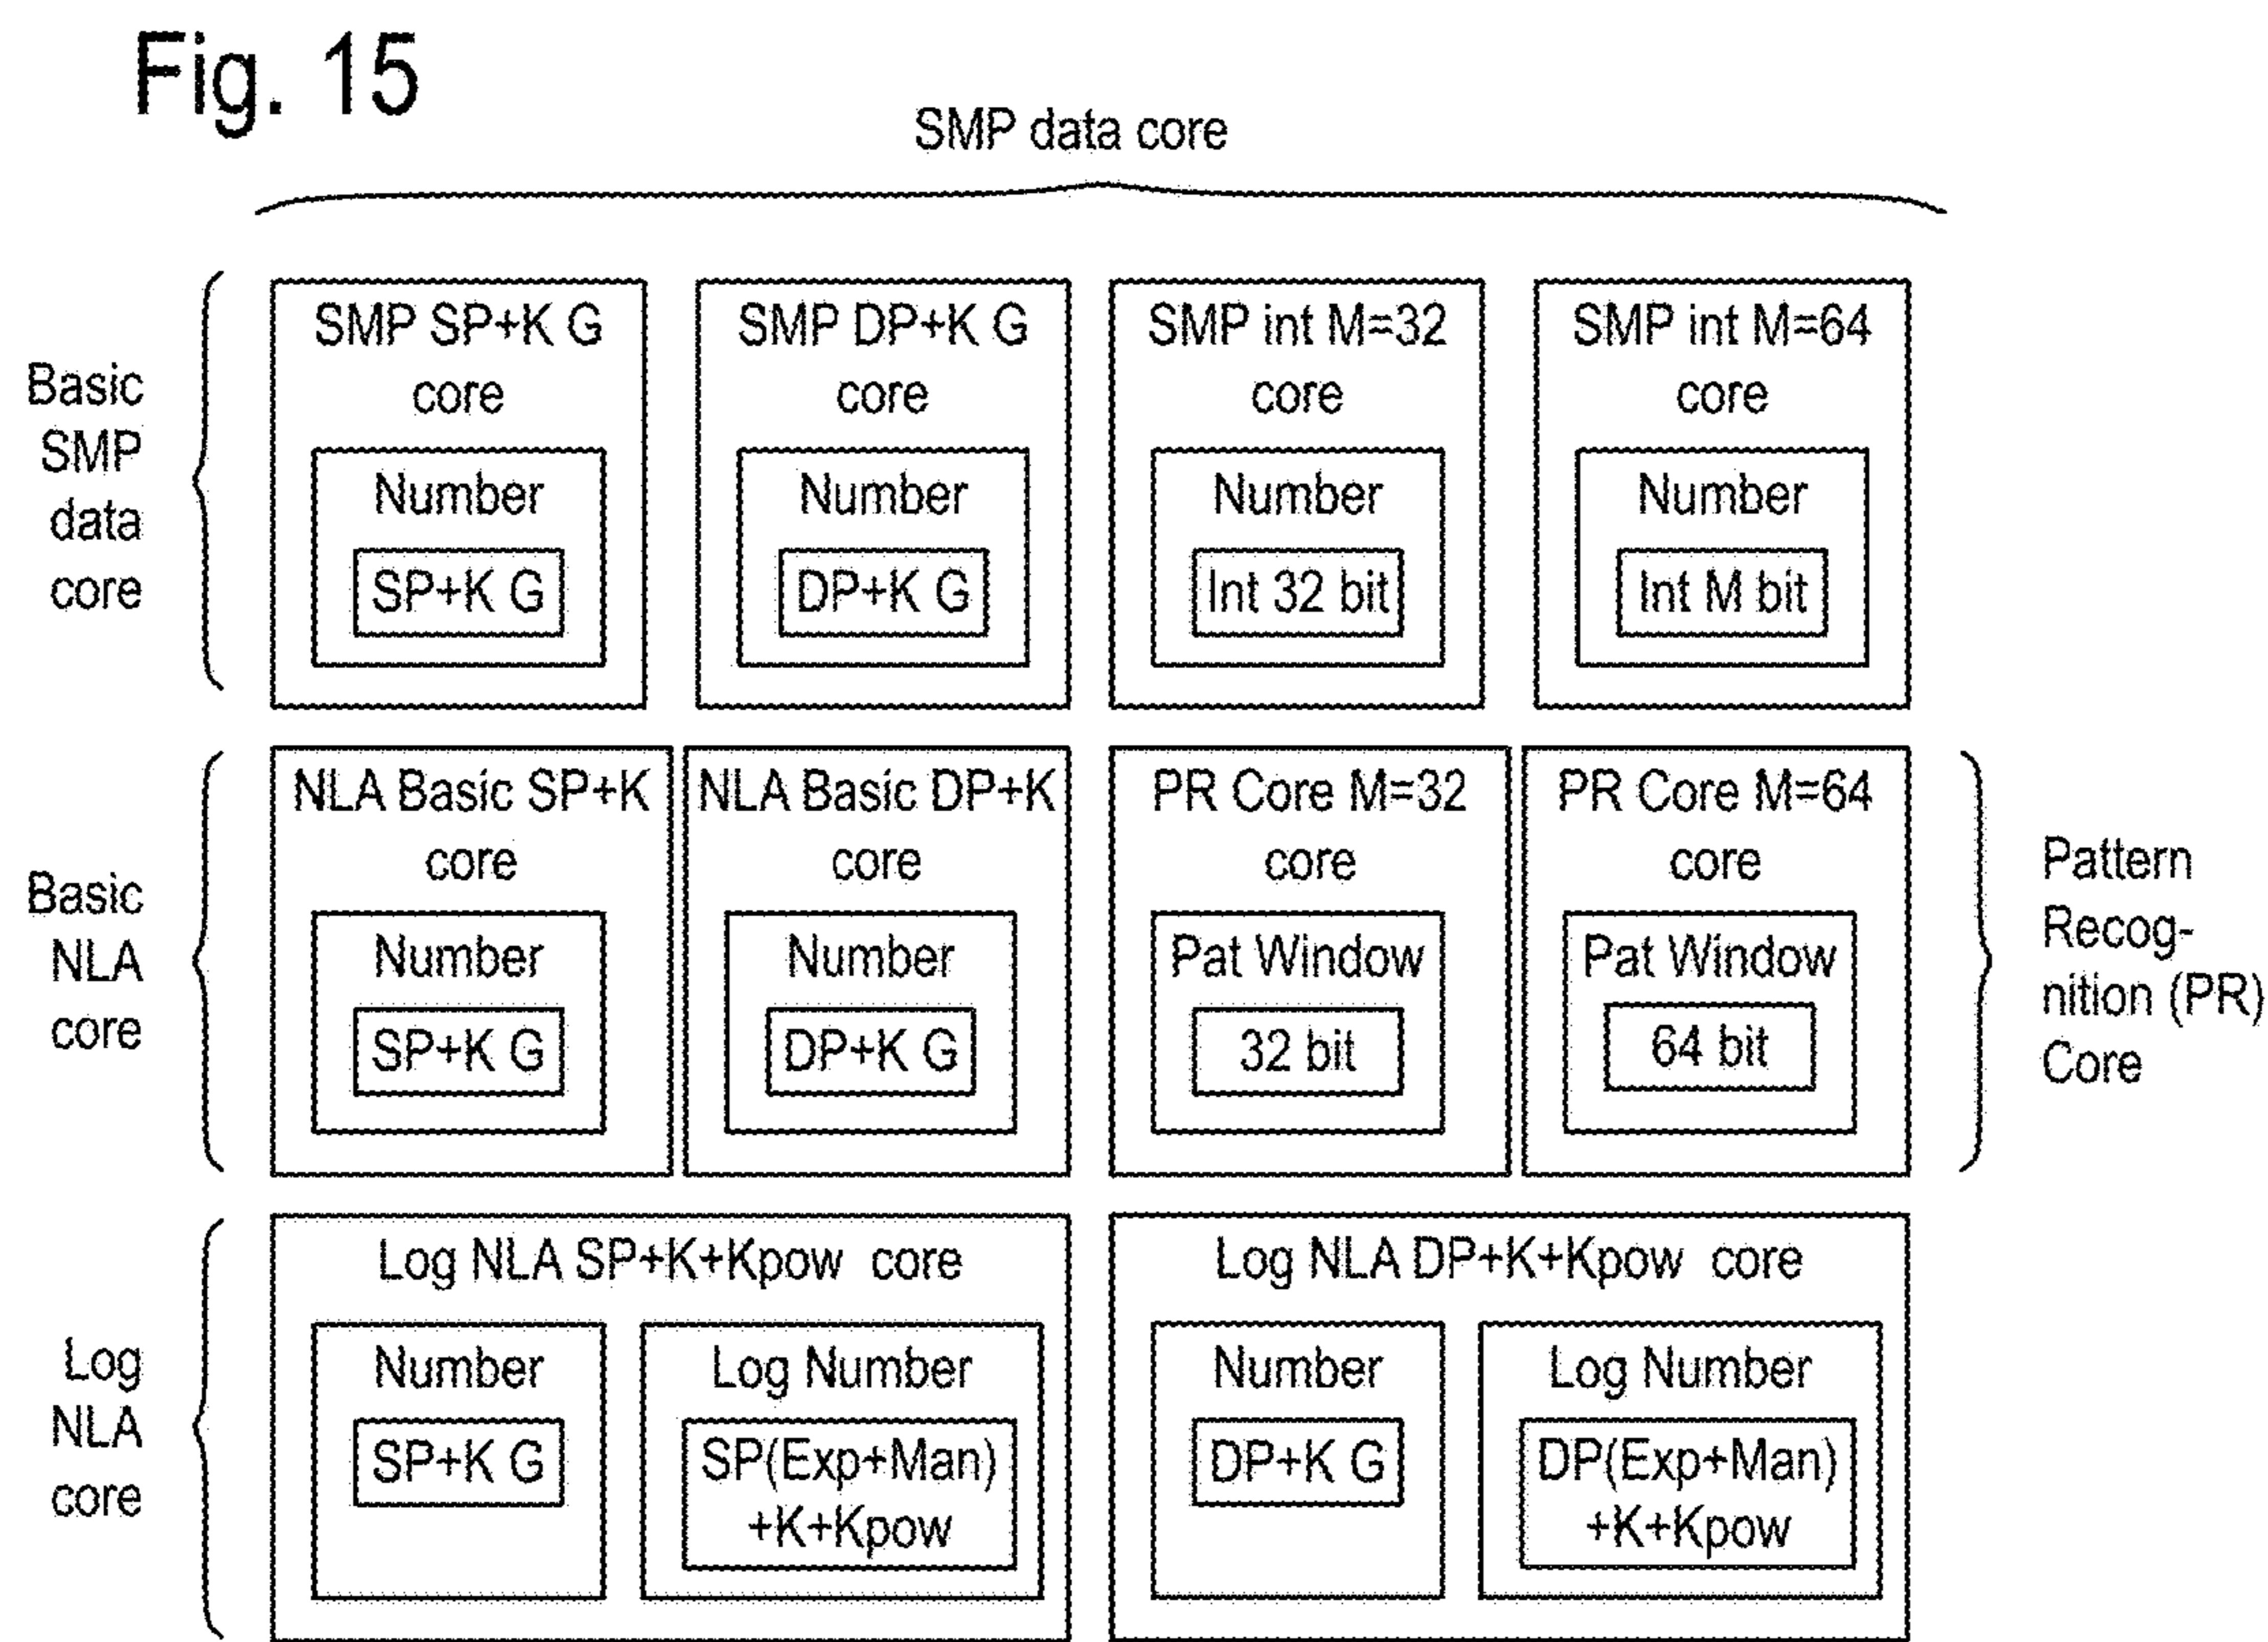 Fig. 15
SMP data core
Basic
SMP
data
core
SMP SP+K G
core
Number
SP+K G
SMP DP+K G
core
Number
DP+K G
SMP int M=32
core
Number
Int 32 bit
SMP int M=64
core
Number
Int M bit
Basic
NLA
core
NLA Basic SP+K
core
Number
SP+K G
NLA Basic DP+K
core
Number
DP+K G
PR Core M=32
core
Pat Window
32 bit
PR Core M=64
core
Pat Window
64 bit
Pattern
Recog-
nition (PR)
Core
Log
NLA
core
Log NLA SP+K+Kpow core
Number
SP+K G
Log Number
SP(Exp+Man)
+K+Kpow
Log NLA DP+K+Kpow core
Number
DP+K G
Log Number
DP(Exp+Man)
+K+Kpow